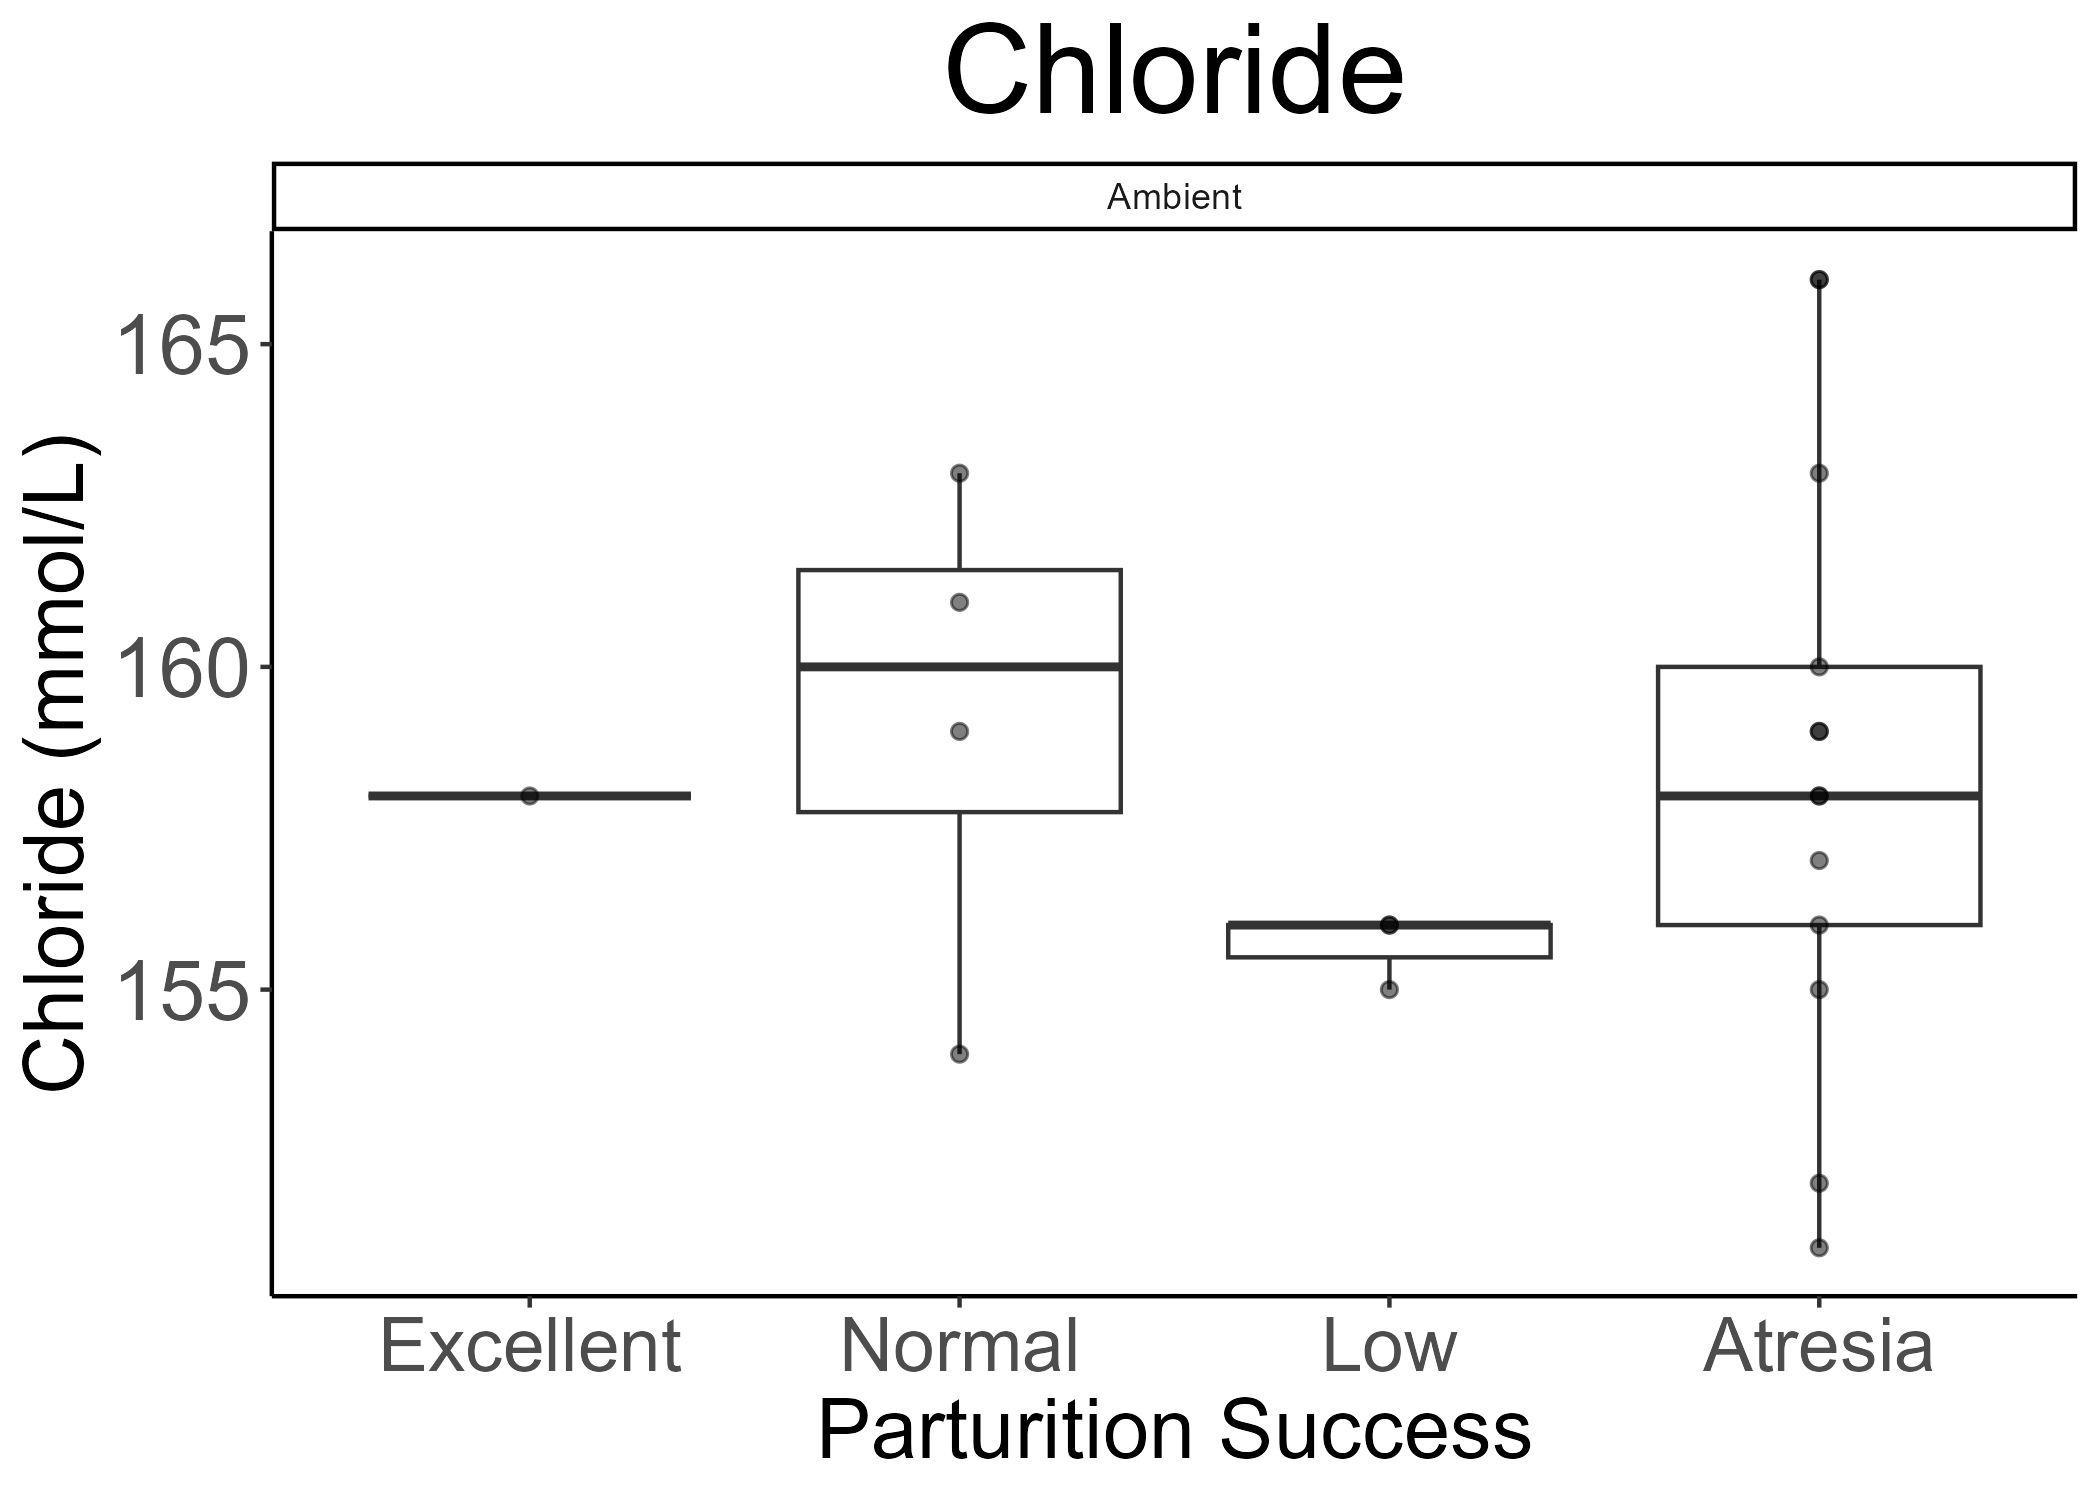 Chloride
Ambient
Chloride (mmol/L)
165
160
155
Excellent Normal Low Atresia
Parturition Success